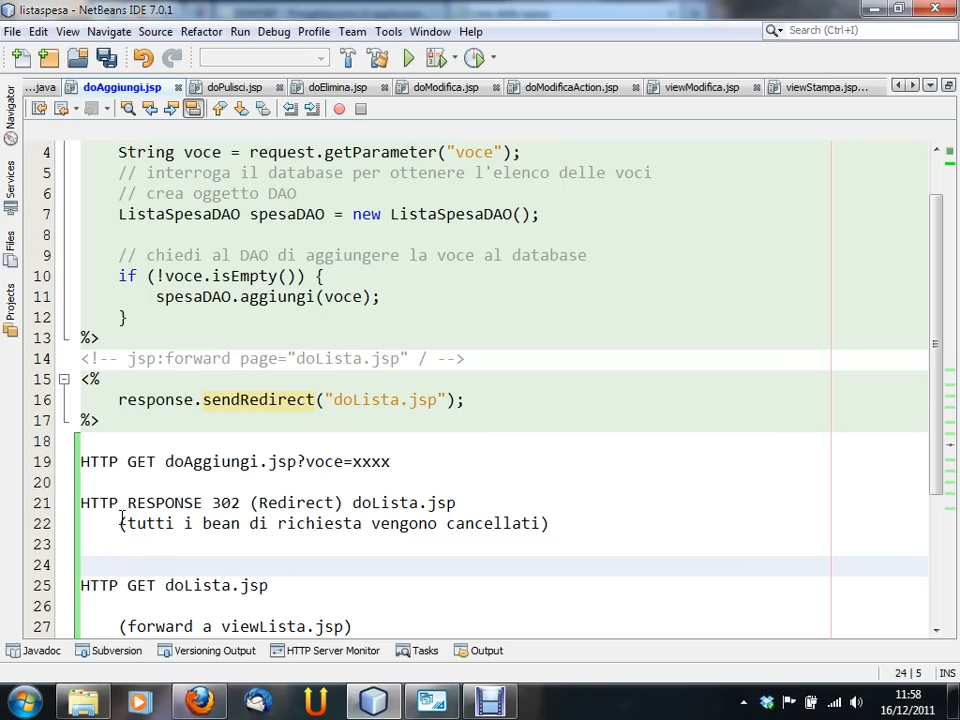 listaspesa - NetBeans IDE 7.0.1
File Edit View Navigate Source Refactor Run Debug Profile Team Tools Window Help
Search (Ctrl+I)
...java doAggiungi.jsp doPulisci.jsp doElimina.jsp doModifica.jsp doModificaAction.jsp viewModifica.jsp viewStampa.jsp...
Navigator
Services
Files
Projects
4 String voce = request.getParameter("voce");
5 // interroga il database per ottenere l'elenco delle voci
6 // crea oggetto DAO
7 ListaSpesaDAO spesaDAO = new ListaSpesaDAO();
8
9 // chiedi al DAO di aggiungere la voce al database
10 if (!voce.isEmpty()) {
11 spesaDAO.aggiungi(voce);
12 }
13 %>
14 <!-- jsp:forward page="doLista.jsp" / -->
15 <%
16 response.sendRedirect("doLista.jsp");
17 %>
18
19 HTTP GET doAggiungi.jsp?voce=xxxx
20
21 HTTP RESPONSE 302 (Redirect) doLista.jsp
22 (tutti i bean di richiesta vengono cancellati)
23
24
25 HTTP GET doLista.jsp
26
27 (forward a viewLista.jsp)
Javadoc Subversion Versioning Output HTTP Server Monitor Tasks Output
24 | 5 INS
11:58
16/12/2011